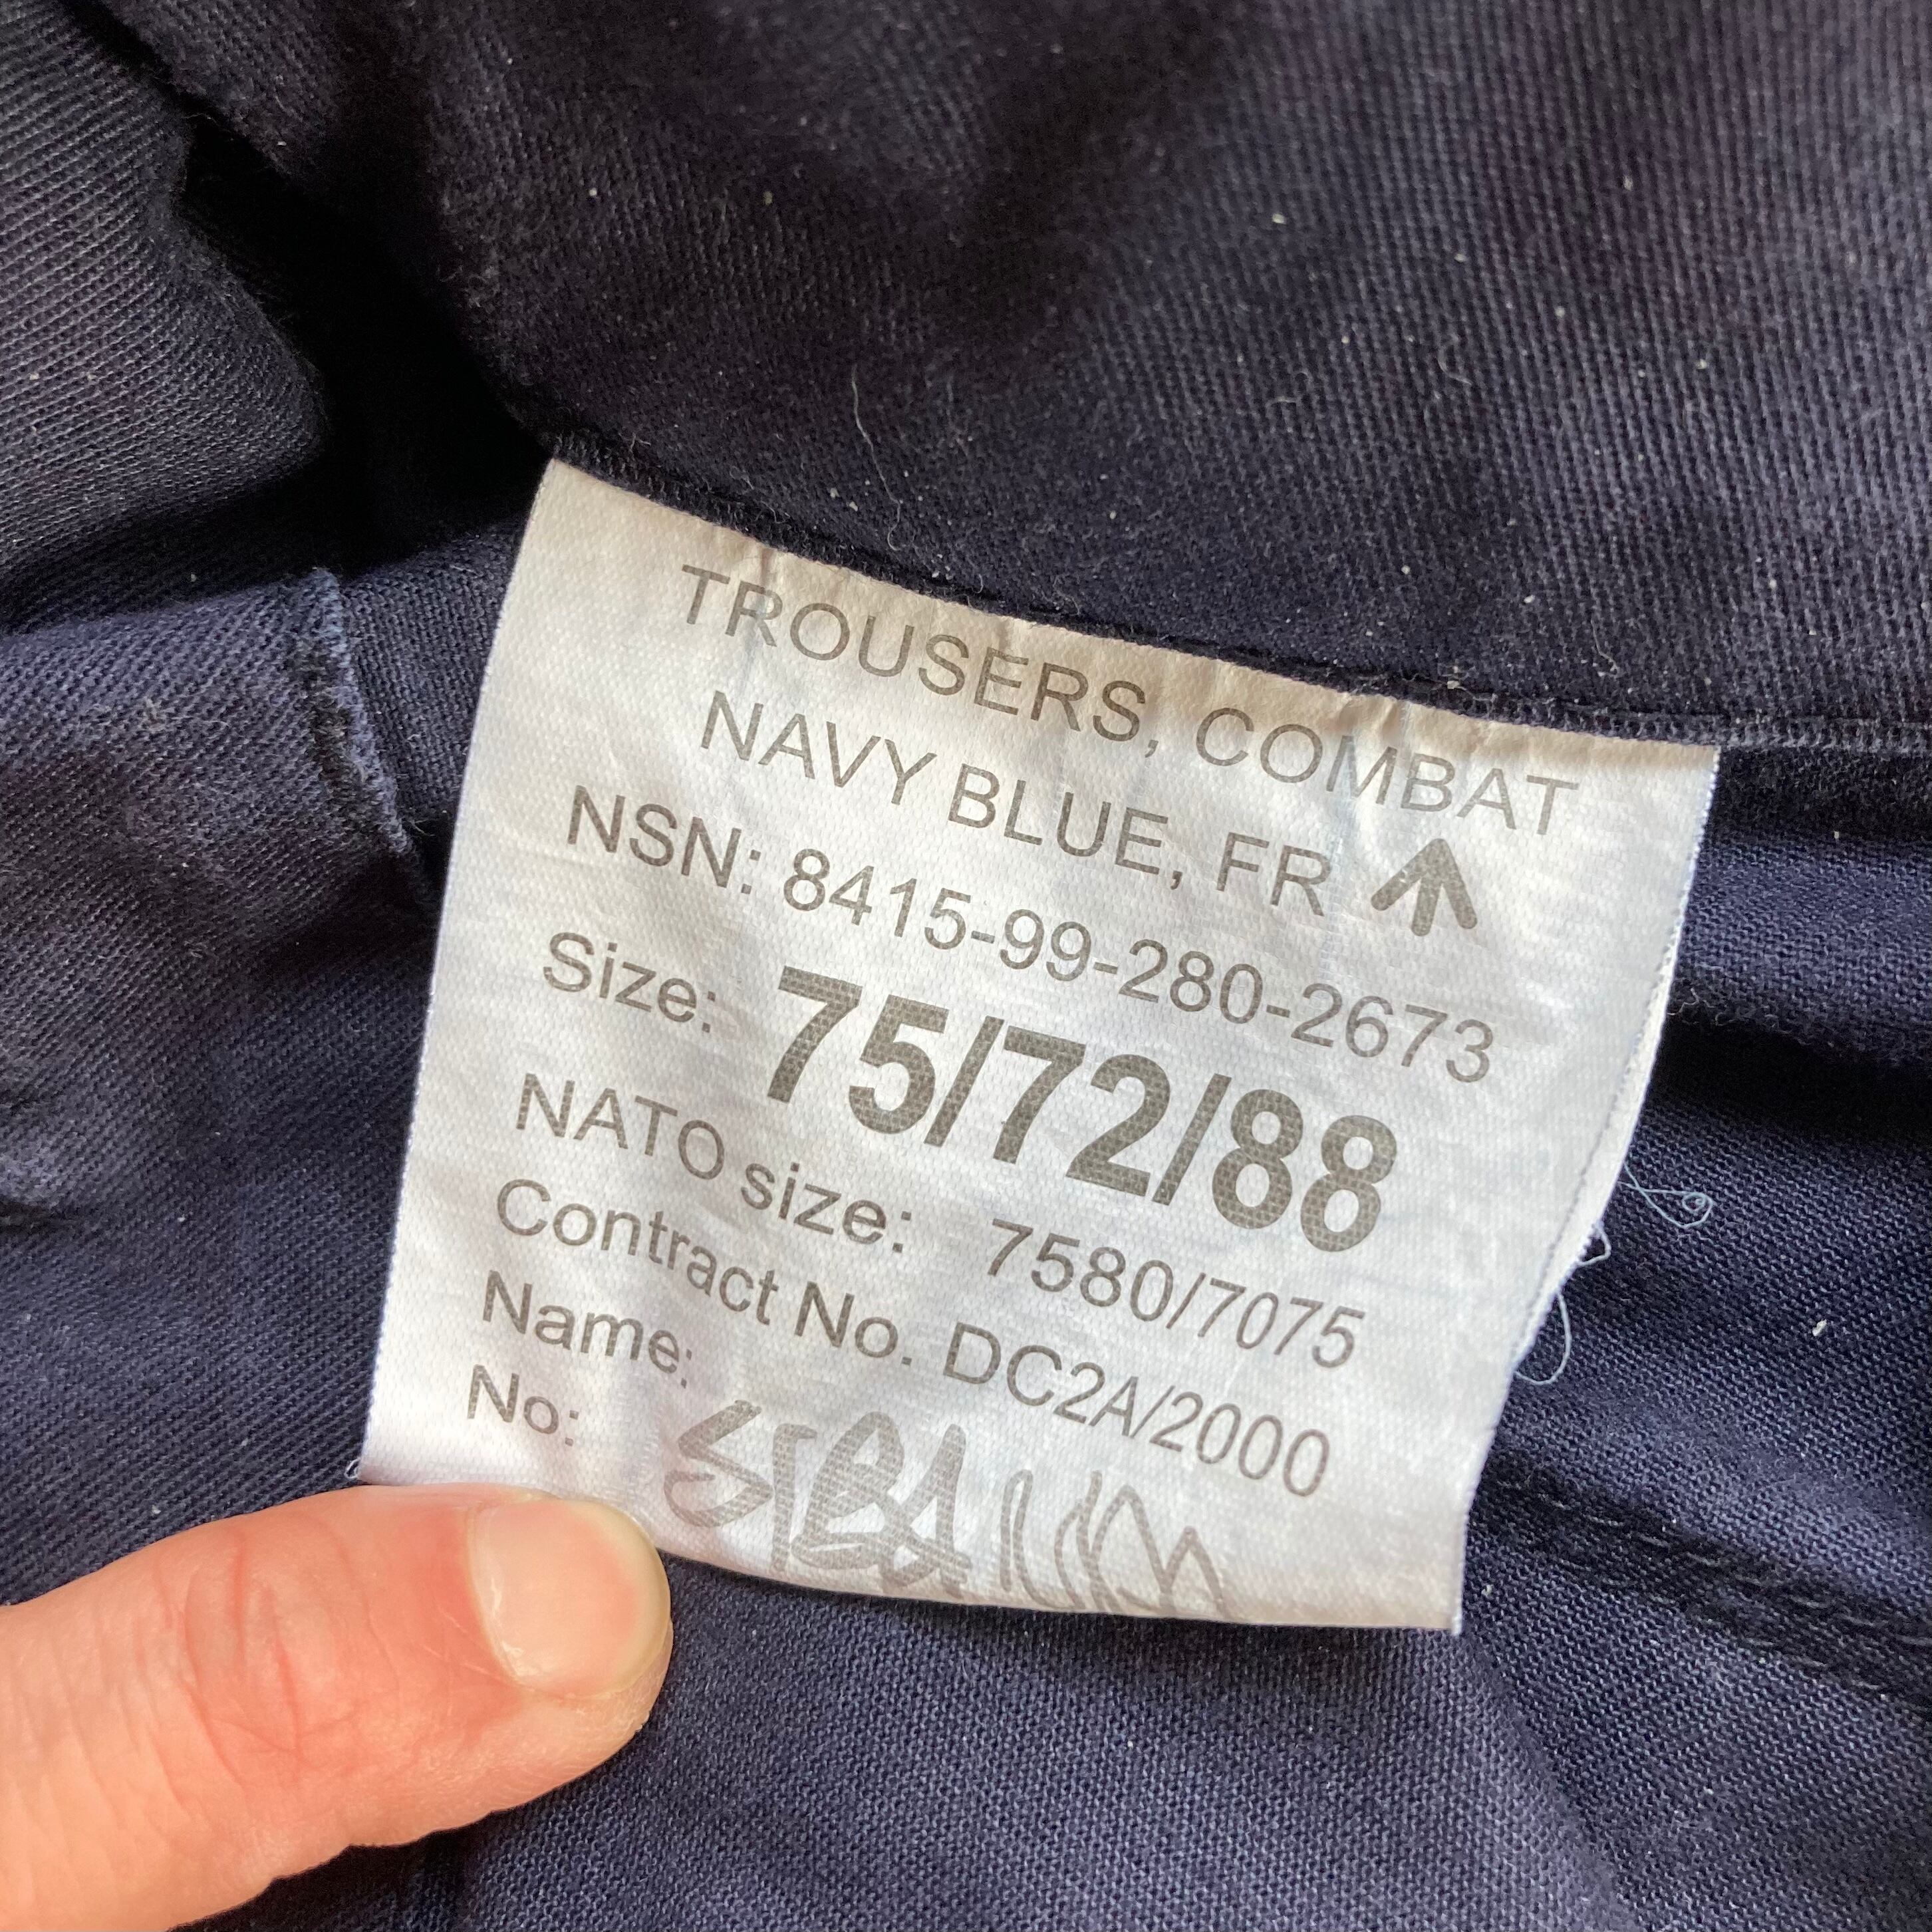 TROUSERS, COMBAT
NAVY BLUE, FR
NSN: 8415-99-280-2673
Size: 75/72/88
NATO size: 7580/7075
Contract No. DC2A/2000
Name:
No: